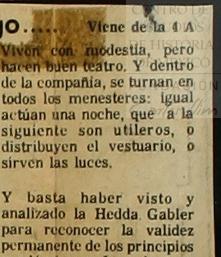 go..... Viene de la 4 A
Viven con modestia, pero
hacen buen teatro. Y dentro
de la compañía, se turnan en
todos los menesteres: igual
actúan una noche, que a la
siguiente son utileros, o
distribuyen el vestuario, o
sirven las luces.
Y basta haber visto y
analizado la Hedda Gabler
para reconocer la validez
permanente de los principios